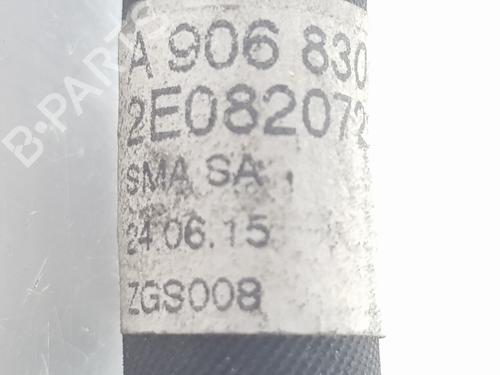 B-PARTS
A 906 830
2E082072
SMA SA
24.06.15
ZGS008